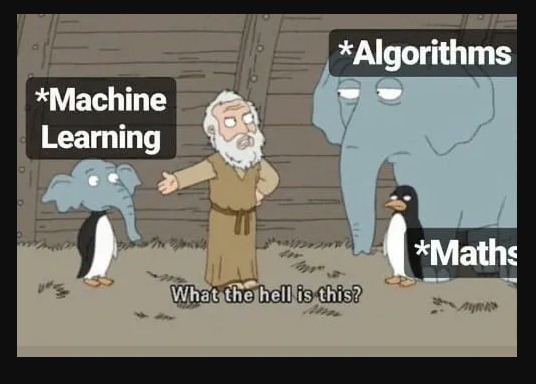 *Algorithms
*Machine
Learning
*Maths
What the hell is this?